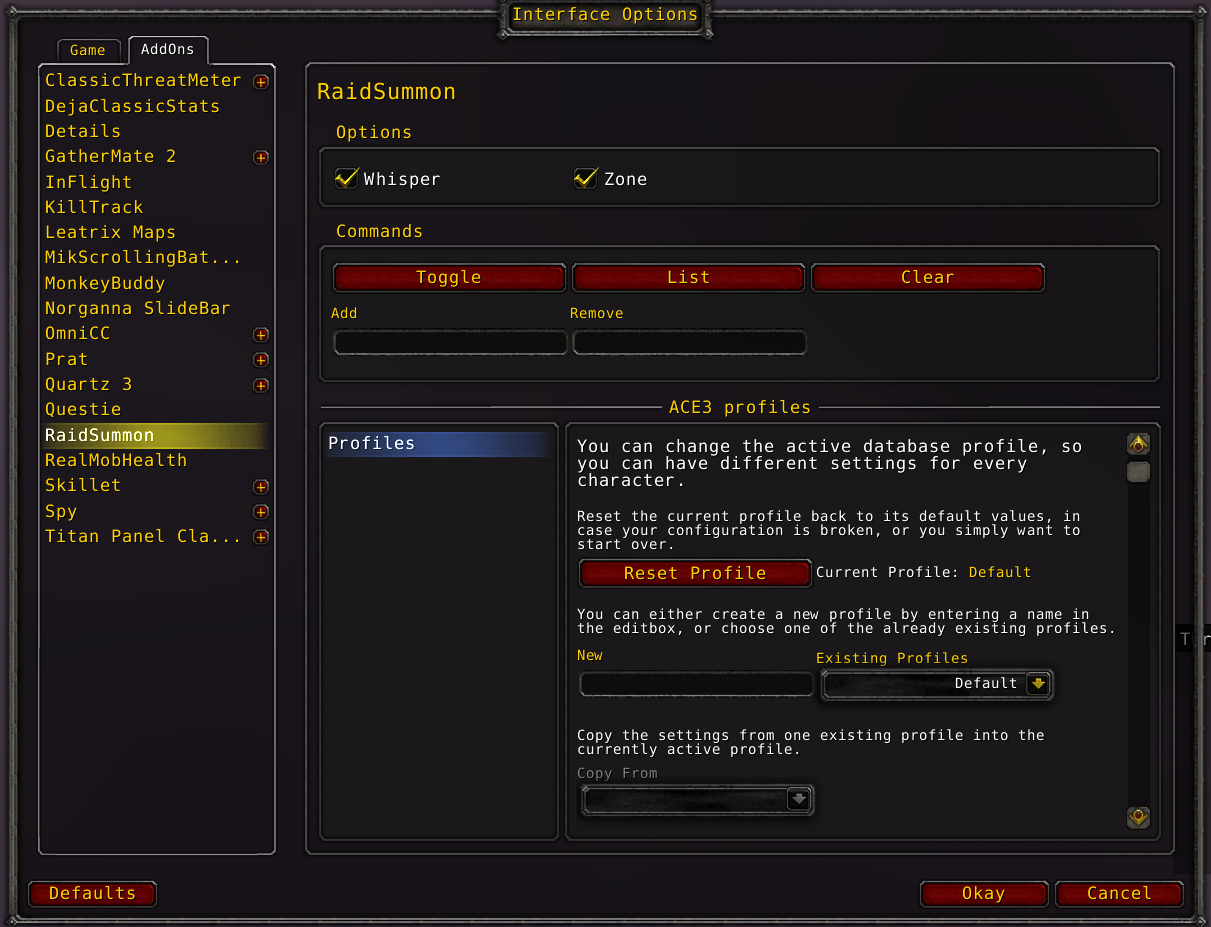 Interface Options
Game
AddOns
ClassicThreatMeter
DejaClassicStats
Details
GatherMate 2
InFlight
KillTrack
Leatrix Maps
MikScrollingBat...
MonkeyBuddy
Norganna SlideBar
OmniCC
Prat
Quartz 3
Questie
RaidSummon
RealMobHealth
Skillet
Spy
Titan Panel Cla...
RaidSummon
Options
Whisper
Zone
Commands
Toggle
List
Clear
Add
Remove
ACE3 profiles
Profiles
You can change the active database profile, so
you can have different settings for every
character.
Reset the current profile back to its default values, in
case your configuration is broken, or you simply want to
start over.
Reset Profile
Current Profile: Default
You can either create a new profile by entering a name in
the editbox, or choose one of the already existing profiles.
New
Existing Profiles
Default
Copy the settings from one existing profile into the
currently active profile.
Copy From
Defaults
Okay
Cancel